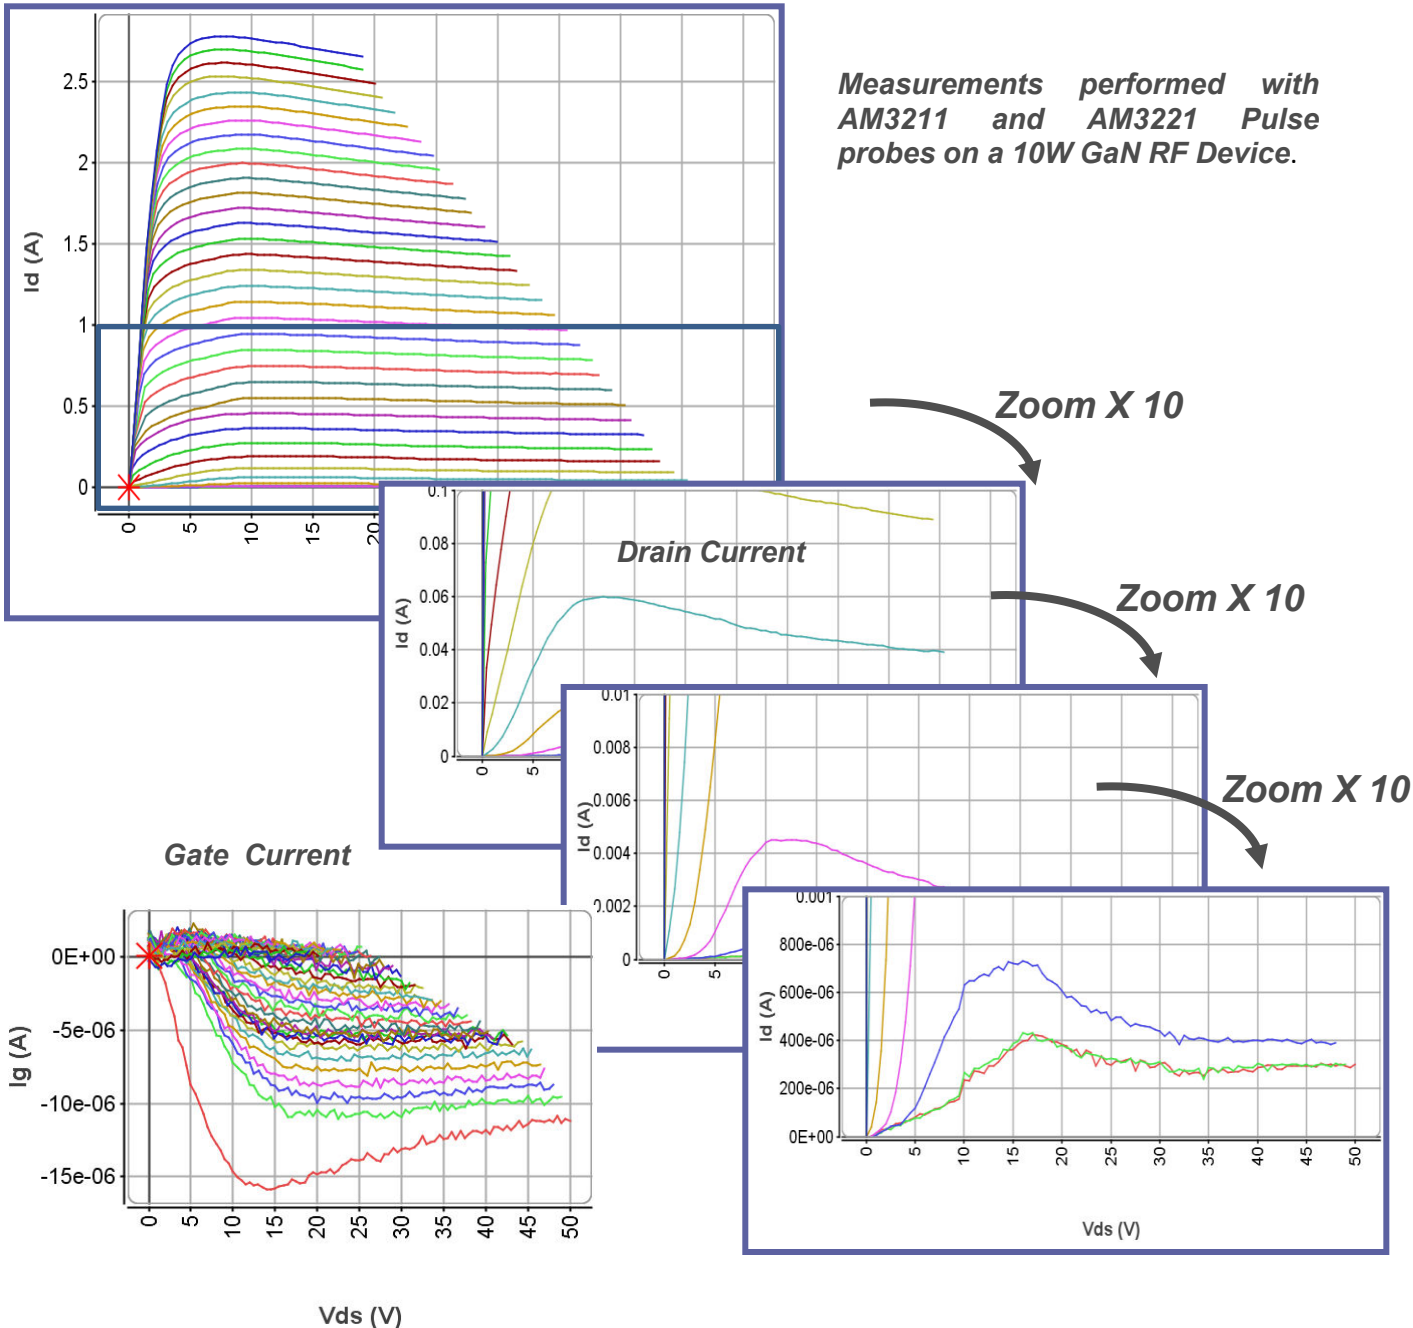 Measurements performed with
AM3211 and AM3221 Pulse
probes on a 10W GaN RF Device.
Id (A)
2.5
2
1.5
1
0.5
0
0 5 10 15 20
Zoom X 10
Drain Current
Id (A)
0.1
0.08
0.06
0.04
0.02
0
0 5
Zoom X 10
Id (A)
0.01
0.008
0.006
0.004
0.002
0
0 5
Zoom X 10
Id (A)
0.001
800e-06
600e-06
400e-06
200e-06
0E+00
0 5 10 15 20 25 30 35 40 45 50
Vds (V)
Gate Current
Ig (A)
0E+00
-5e-06
-10e-06
-15e-06
0 5 10 15 20 25 30 35 40 45 50
Vds (V)